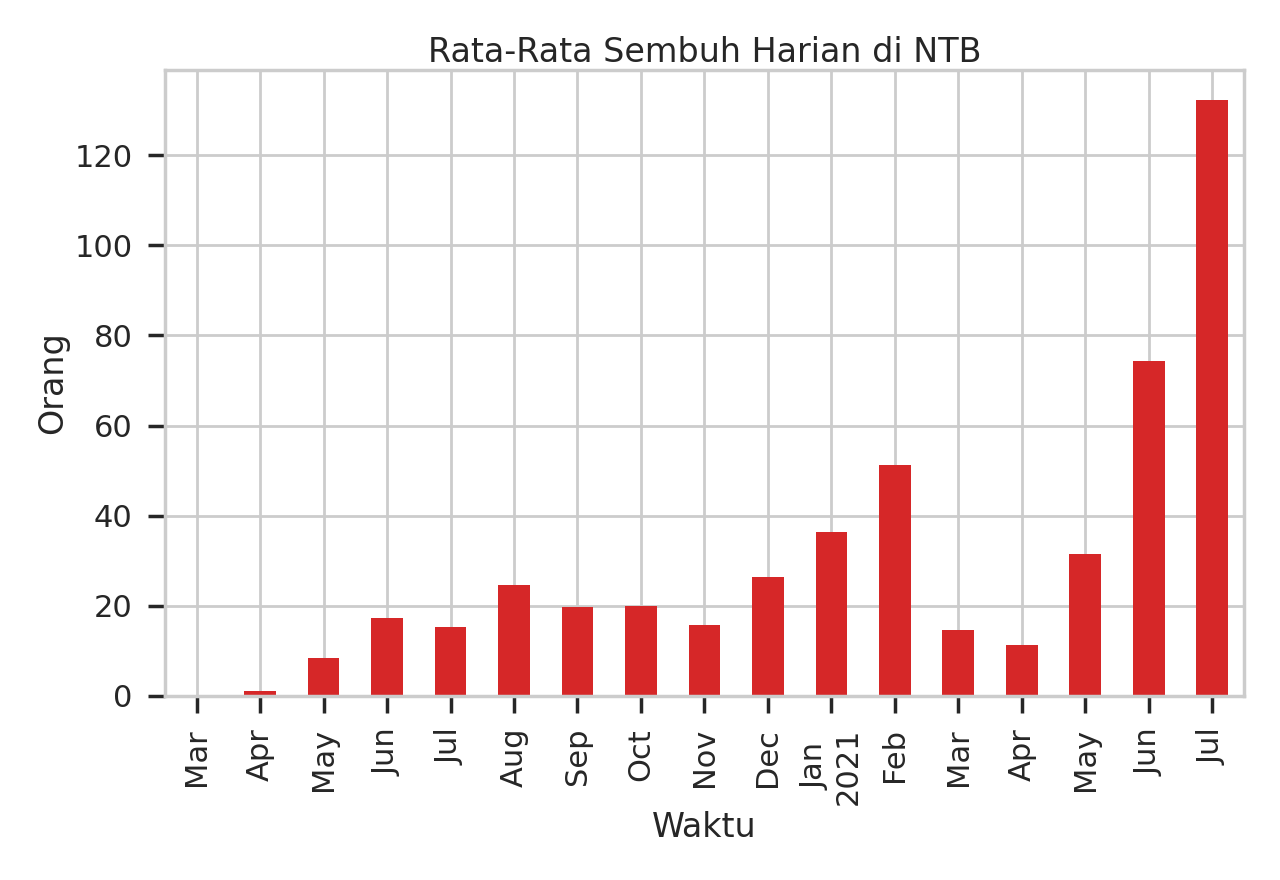 Rata-Rata Sembuh Harian di NTB
Orang
120
100
80
60
40
20
0
Mar
Apr
May
Jun
Jul
Aug
Sep
Oct
Nov
Dec
Jan
2021
Feb
Mar
Apr
May
Jun
Jul
Waktu